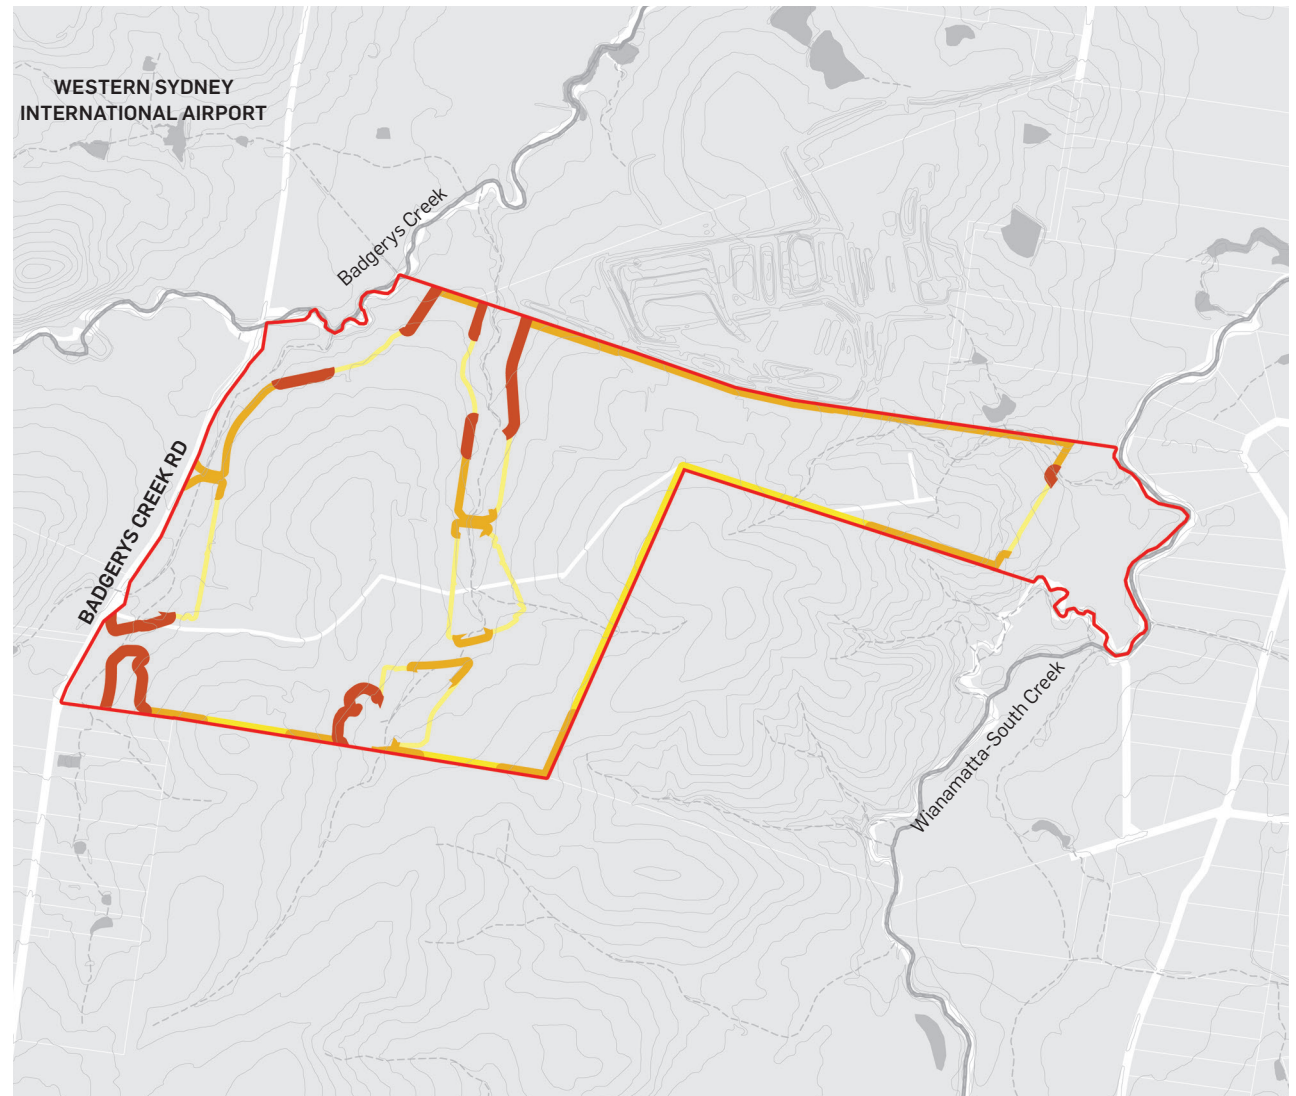 WESTERN SYDNEY
INTERNATIONAL AIRPORT
Badgerys Creek
BADGERYS CREEK RD
Wianamatta-South Creek